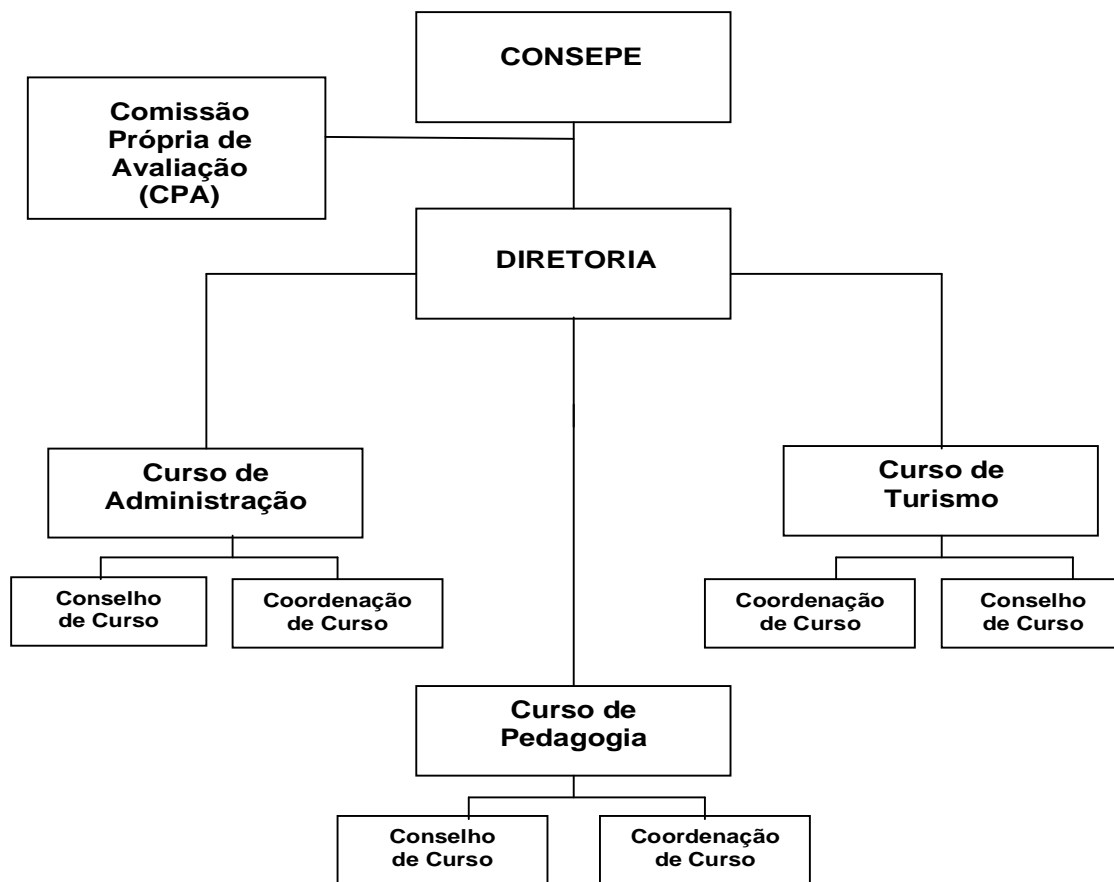 CONSEPE
Comissão
Própria de
Avaliação
(CPA)
DIRETORIA
Curso de
Administração
Curso de
Turismo
Conselho
de Curso
Coordenação
de Curso
Coordenação
de Curso
Conselho
de Curso
Curso de
Pedagogia
Conselho
de Curso
Coordenação
de Curso